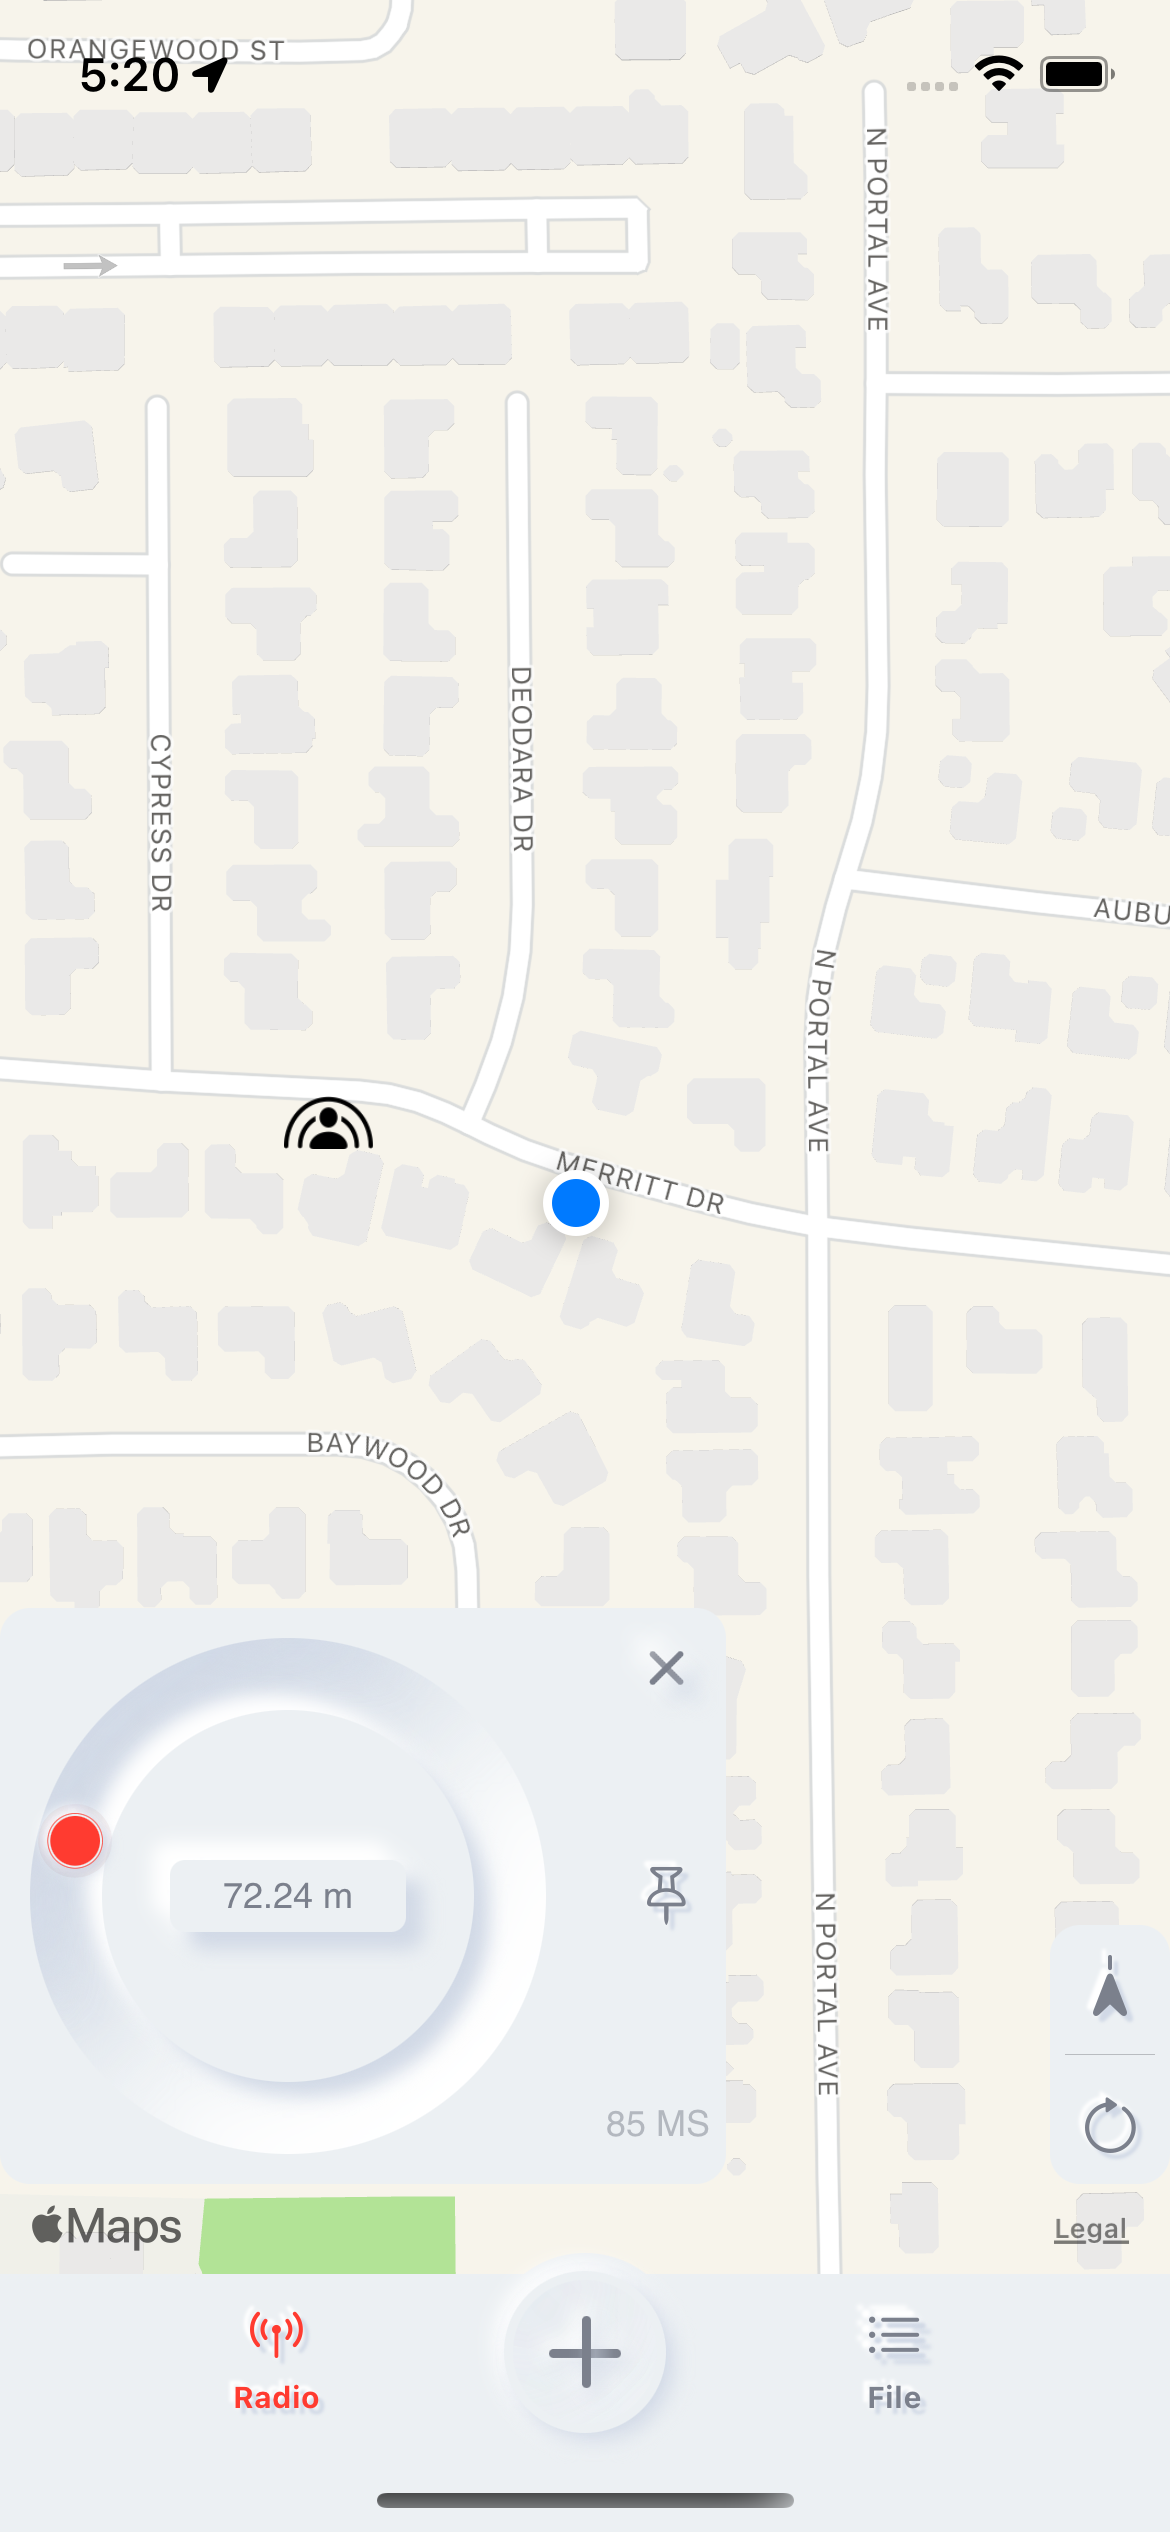 ORANGEWOOD ST
5:20
N PORTAL AVE
DEODARA DR
CYPRESS DR
AUBU
N PORTAL AVE
MERRITT DR
BAYWOOD DR
72.24 m
N PORTAL AVE
85 MS
Maps
Legal
Radio
File